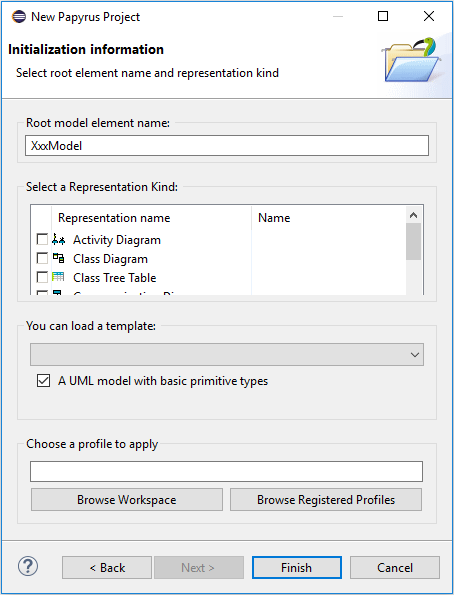 New Papyrus Project
Initialization information
Select root element name and representation kind
Root model element name:
XxxModel
Select a Representation Kind:
Representation name Name
Activity Diagram
Class Diagram
Class Tree Table
You can load a template:
A UML model with basic primitive types
Choose a profile to apply
Browse Workspace Browse Registered Profiles
? < Back Next > Finish Cancel